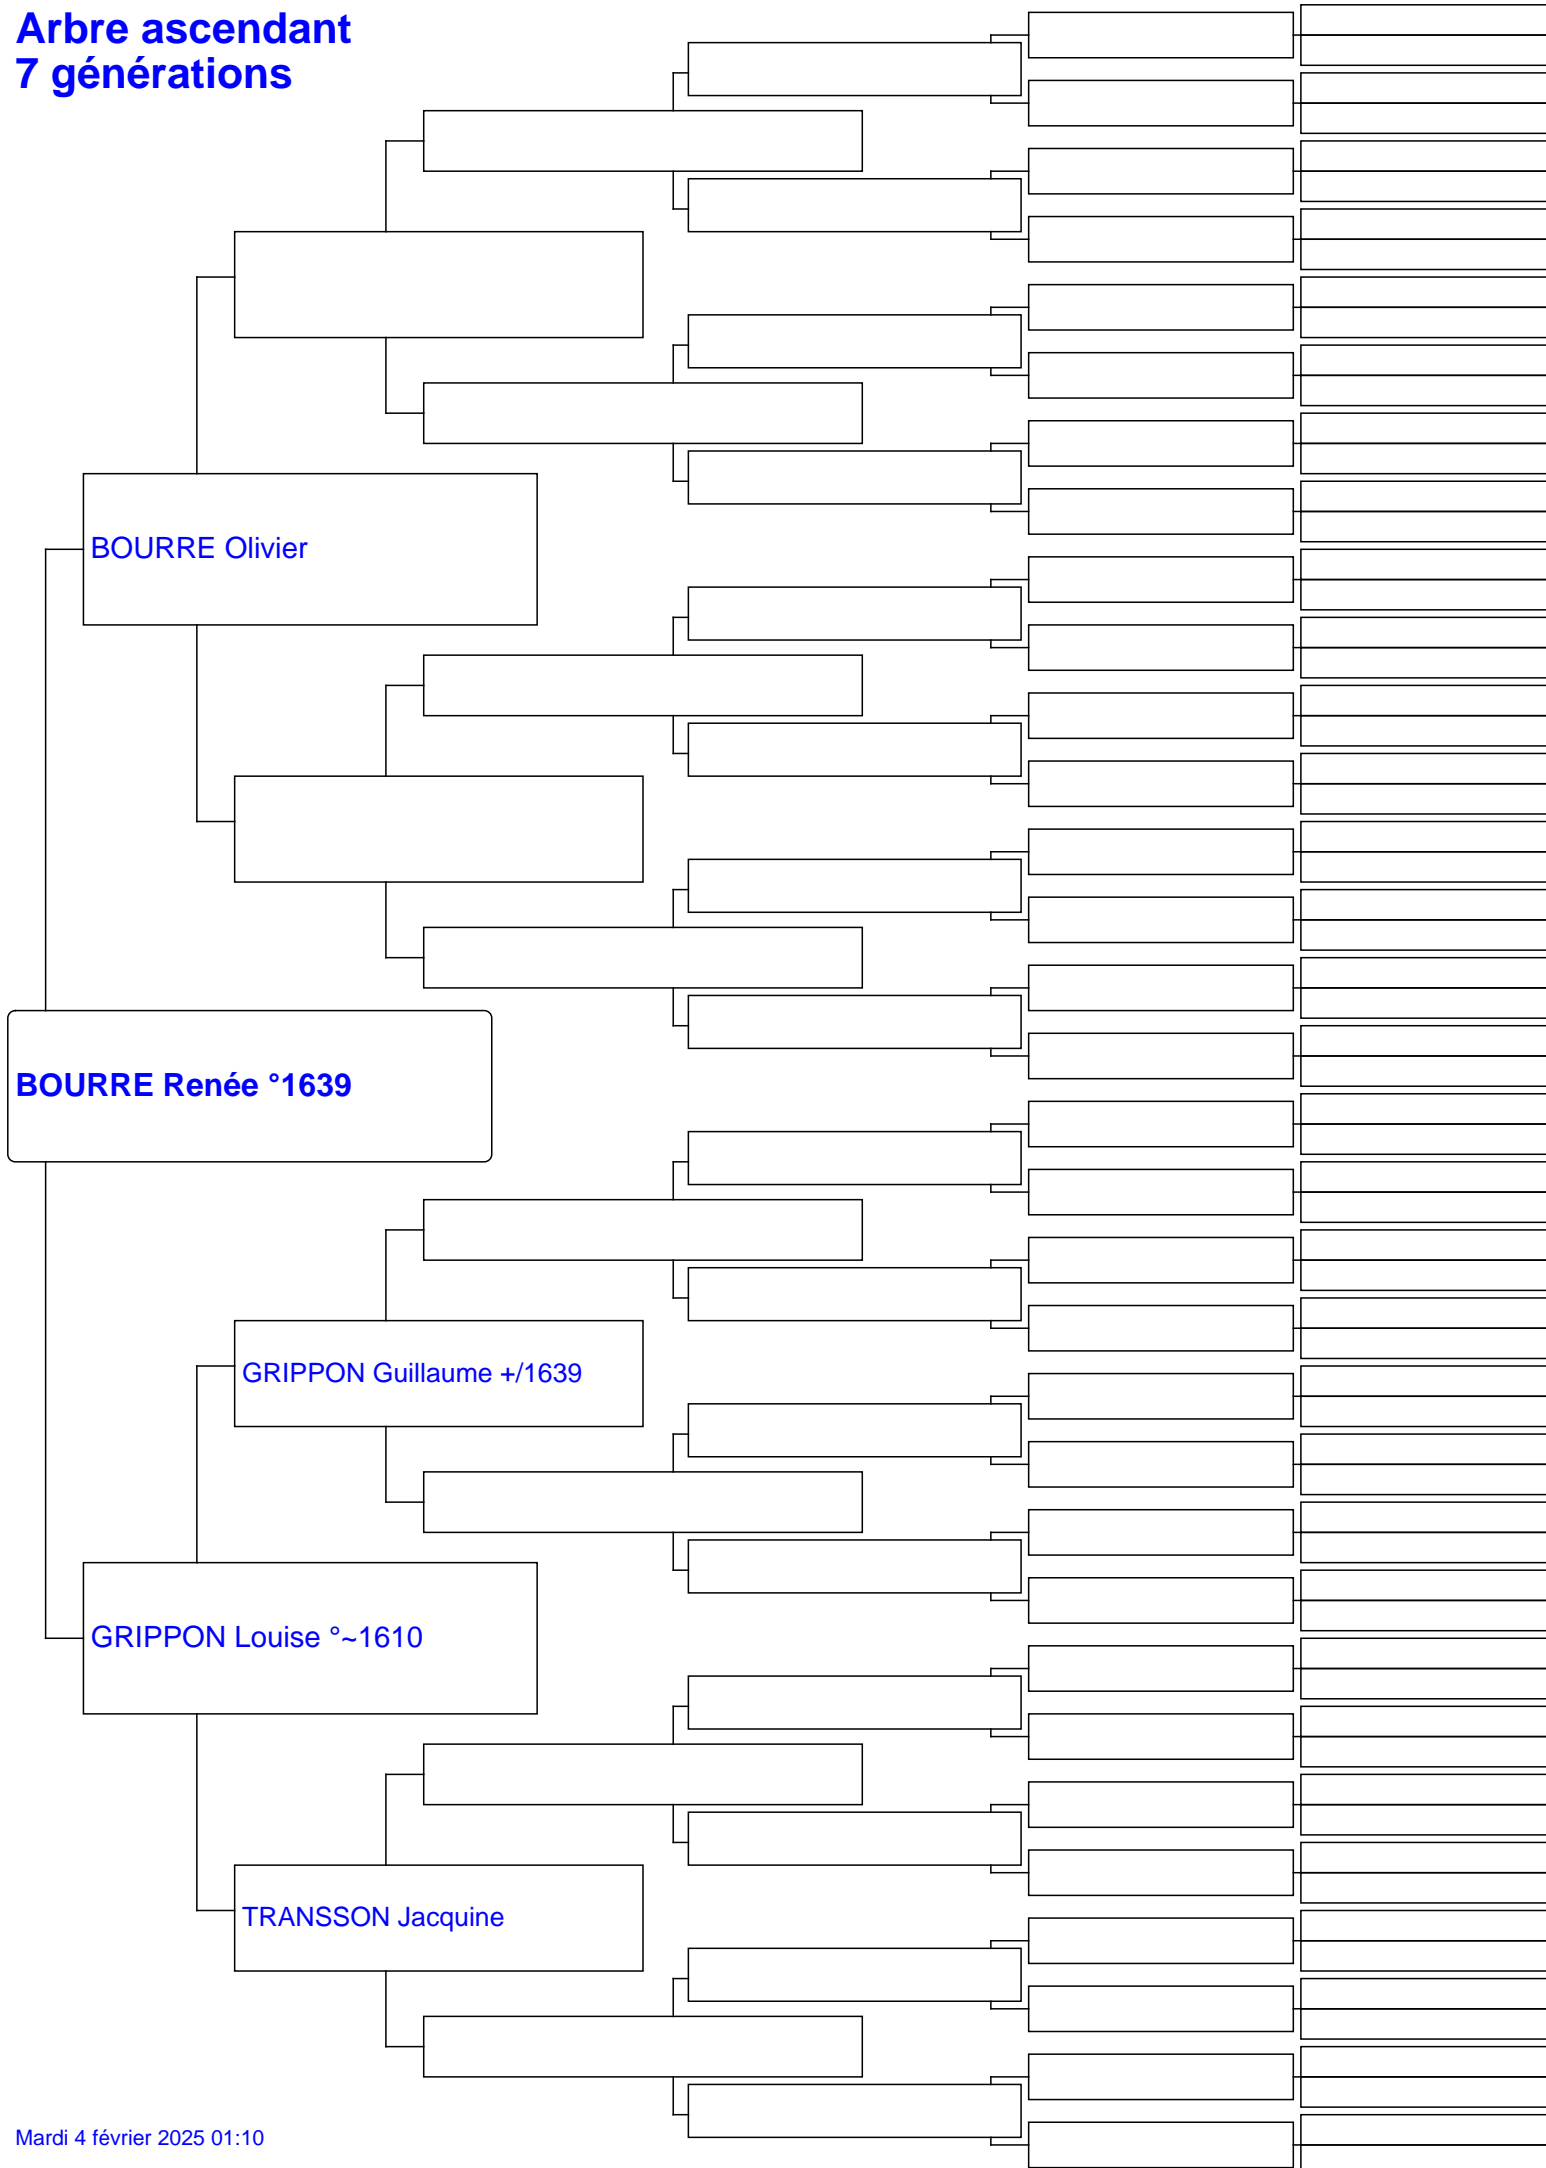 Arbre ascendant
7 générations
BOURRE Olivier
BOURRE Renée °1639
GRIPPON Guillaume +/1639
GRIPPON Louise °~1610
TRANSSON Jacquine
Mardi 4 février 2025 01:10